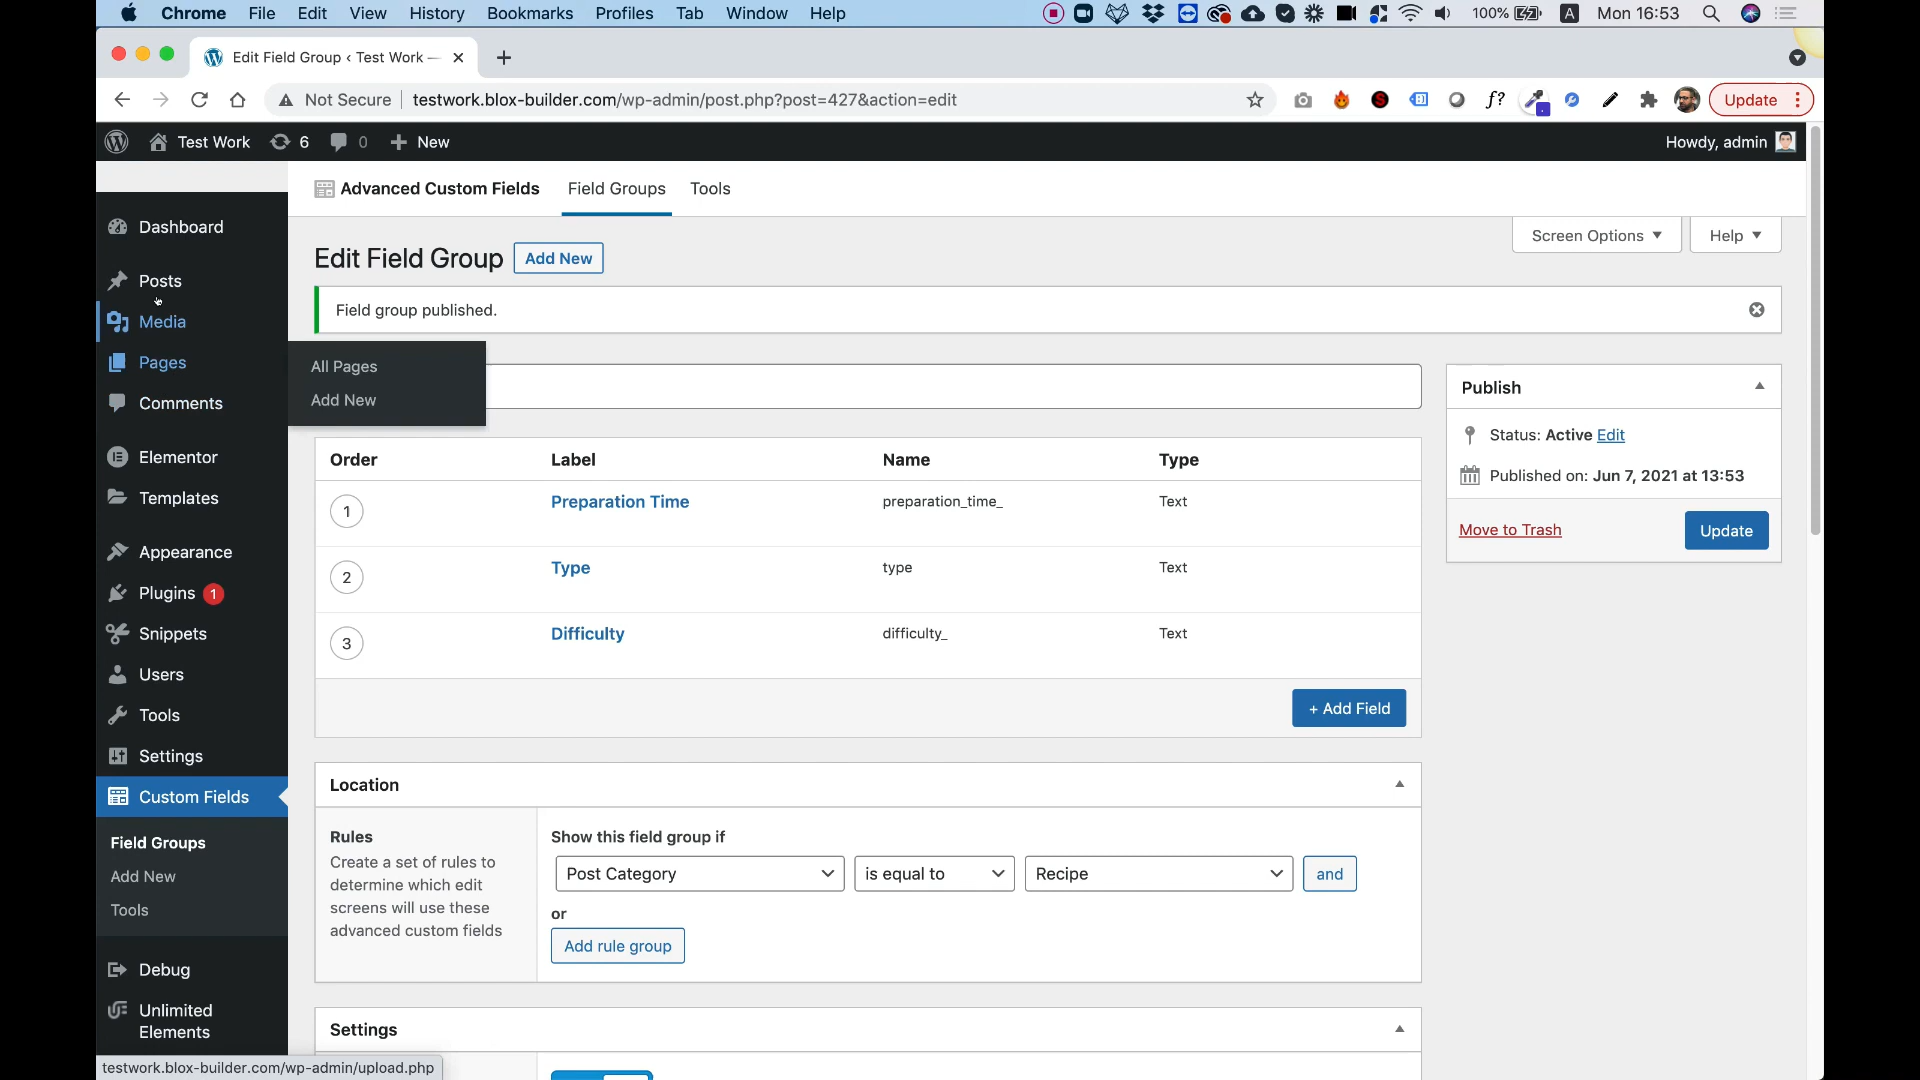 Chrome File Edit View History Bookmarks Profiles Tab Window Help 100% A Mon 16:53
Edit Field Group ‹ Test Work —
Not Secure testwork.blox-builder.com/wp-admin/post.php?post=427&action=edit f? Update
Test Work 6 0 New Howdy, admin
Advanced Custom Fields Field Groups Tools
Screen Options Help
Edit Field Group Add New
Field group published.
Dashboard
Posts
Media
Pages
Comments
Elementor
Templates
Appearance
Plugins 1
Snippets
Users
Tools
Settings
Custom Fields
Field Groups
Add New
Tools
Debug
Unlimited
Elements
All Pages
Add New
Order Label Name Type
1 Preparation Time preparation_time_ Text
2 Type type Text
3 Difficulty difficulty_ Text
+ Add Field
Publish
Status: Active Edit
Published on: Jun 7, 2021 at 13:53
Move to Trash Update
Location
Rules
Create a set of rules to
determine which edit
screens will use these
advanced custom fields
Show this field group if
Post Category is equal to Recipe and
or
Add rule group
Settings
testwork.blox-builder.com/wp-admin/upload.php